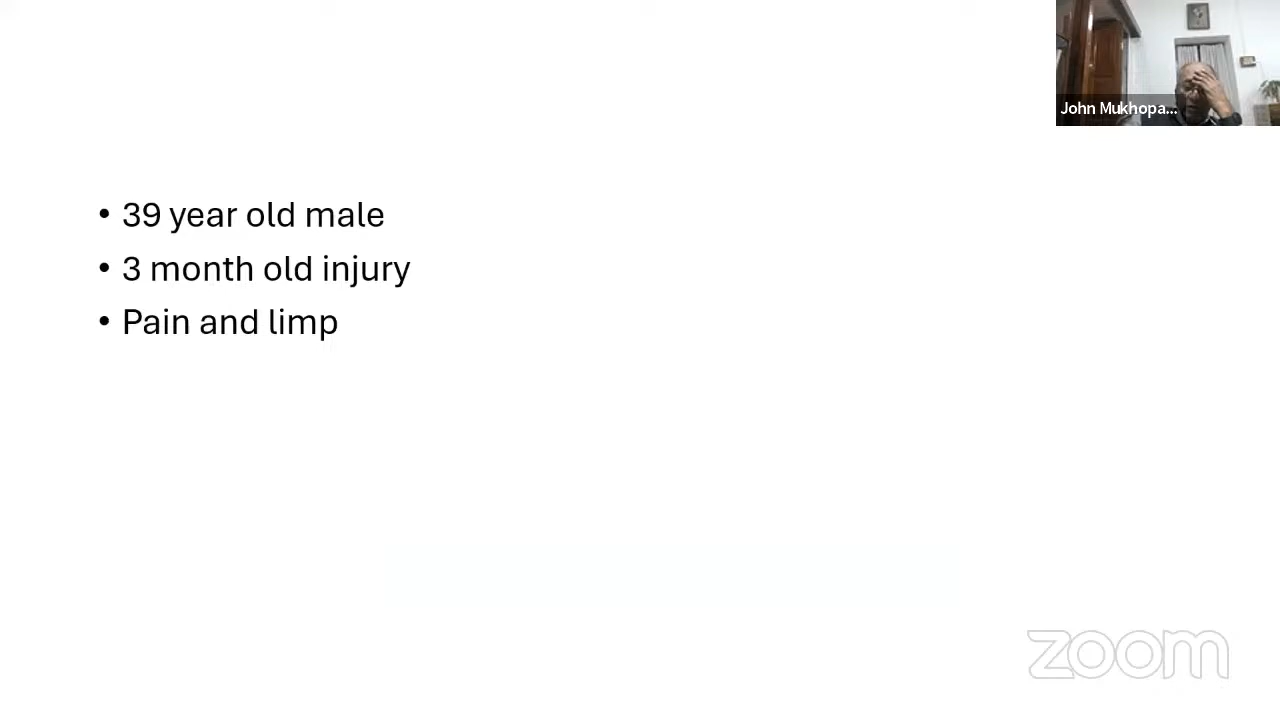 John Mukhopa...
• 39 year old male
• 3 month old injury
• Pain and limp
zoom